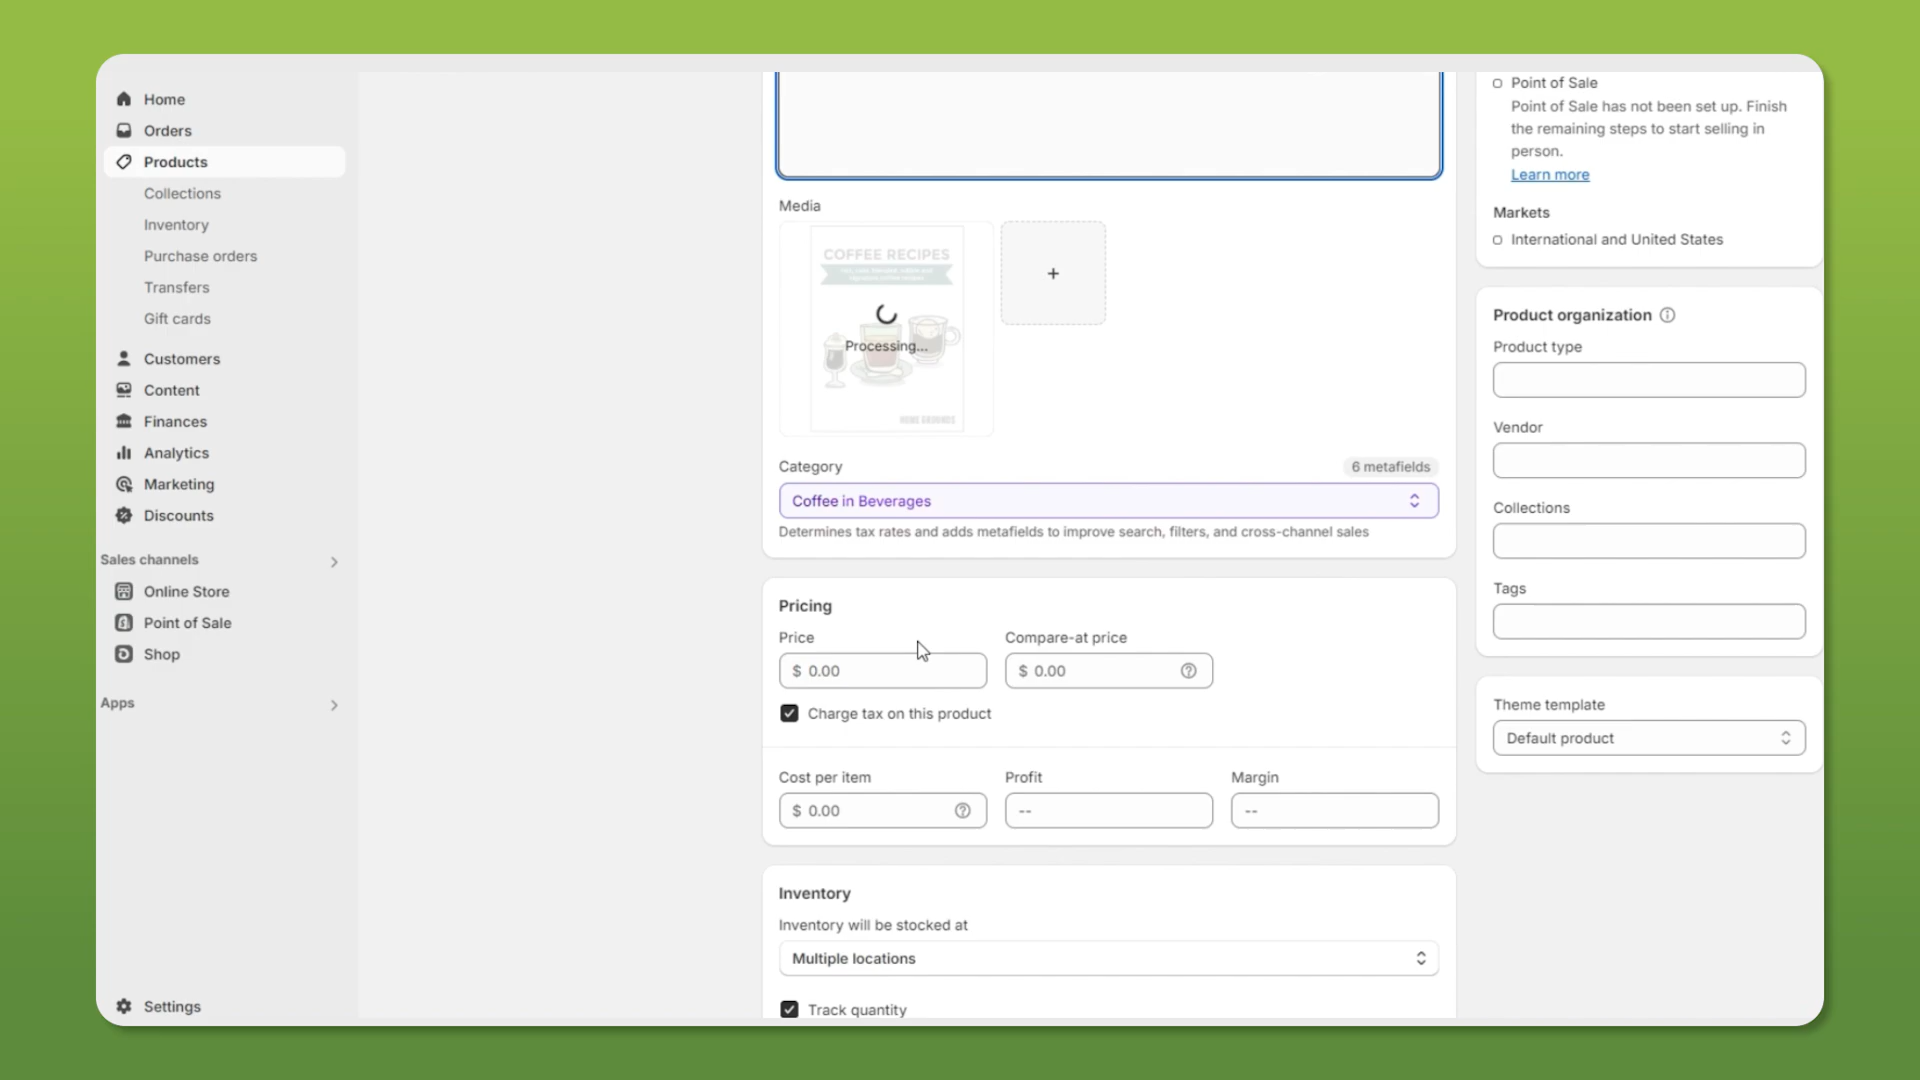 Home
Orders
Products
Collections
Inventory
Purchase orders
Transfers
Gift cards
Customers
Content
Finances
Analytics
Marketing
Discounts
Sales channels
Online Store
Point of Sale
Shop
Apps
Settings
Media
COFFEE RECIPES
Processing...
HOME GROUNDS
+
Category
6 metafields
Coffee in Beverages
Determines tax rates and adds metafields to improve search, filters, and cross-channel sales
Pricing
Price
Compare-at price
$ 0.00
$ 0.00
Charge tax on this product
Cost per item
Profit
Margin
$ 0.00
--
--
Inventory
Inventory will be stocked at
Multiple locations
Track quantity
Point of Sale
Point of Sale has not been set up. Finish
the remaining steps to start selling in
person.
Learn more
Markets
International and United States
Product organization
Product type
Vendor
Collections
Tags
Theme template
Default product